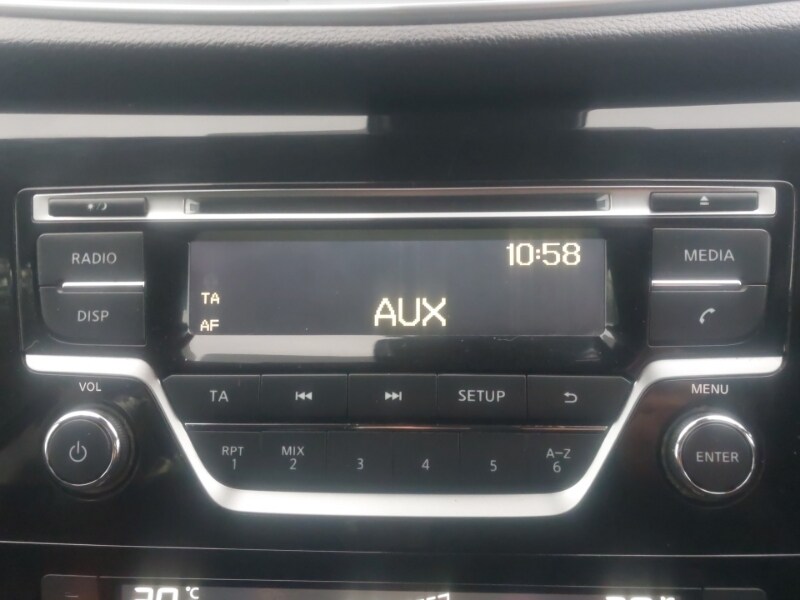 RADIO
DISP
10:58
TA
AUX
AF
MEDIA
VOL
MENU
TA
SETUP
RPT
1
MIX
2
3
4
5
A-Z
6
ENTER
°C